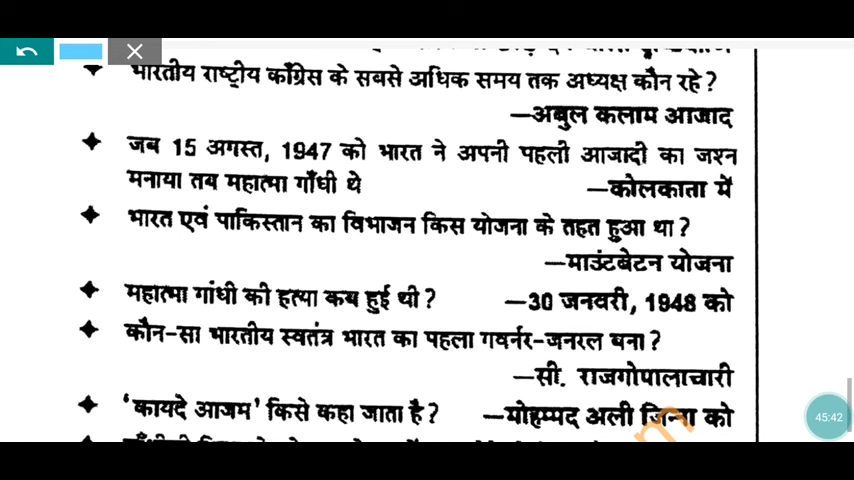 भारतीय राष्ट्रीय काँग्रेस के सबसे अधिक समय तक अध्यक्ष कौन रहे?
—अबुल कलाम आजाद
जब 15 अगस्त, 1947 को भारत ने अपनी पहली आजादी का जश्न
मनाया तब महात्मा गाँधी थे —कोलकाता में
भारत एवं पाकिस्तान का विभाजन किस योजना के तहत हुआ था?
—माउंटबेटन योजना
महात्मा गांधी की हत्या कब हुई थी? —30 जनवरी, 1948 को
कौन-सा भारतीय स्वतंत्र भारत का पहला गवर्नर-जनरल बना?
—सी. राजगोपालाचारी
'कायदे आजम' किसे कहा जाता है? —मोहम्मद अली जिन्ना को
45:42